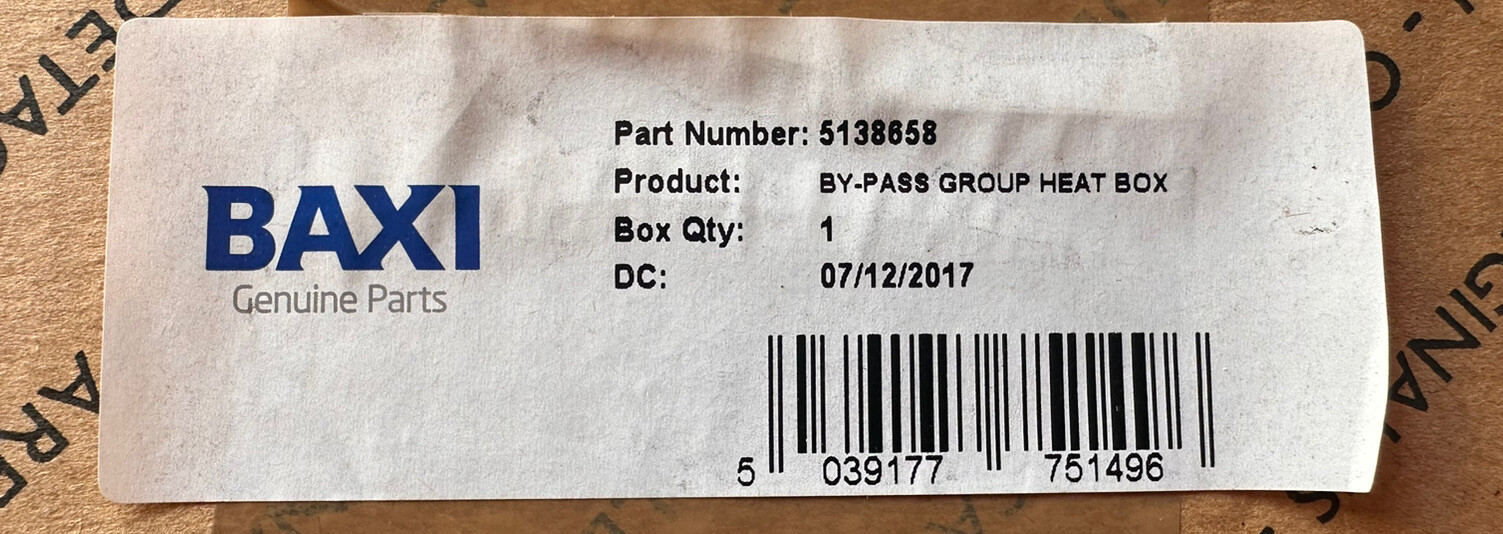 BAXI
Genuine Parts
Part Number: 5138658
Product: BY-PASS GROUP HEAT BOX
Box Qty: 1
DC: 07/12/2017
5 039177 751496